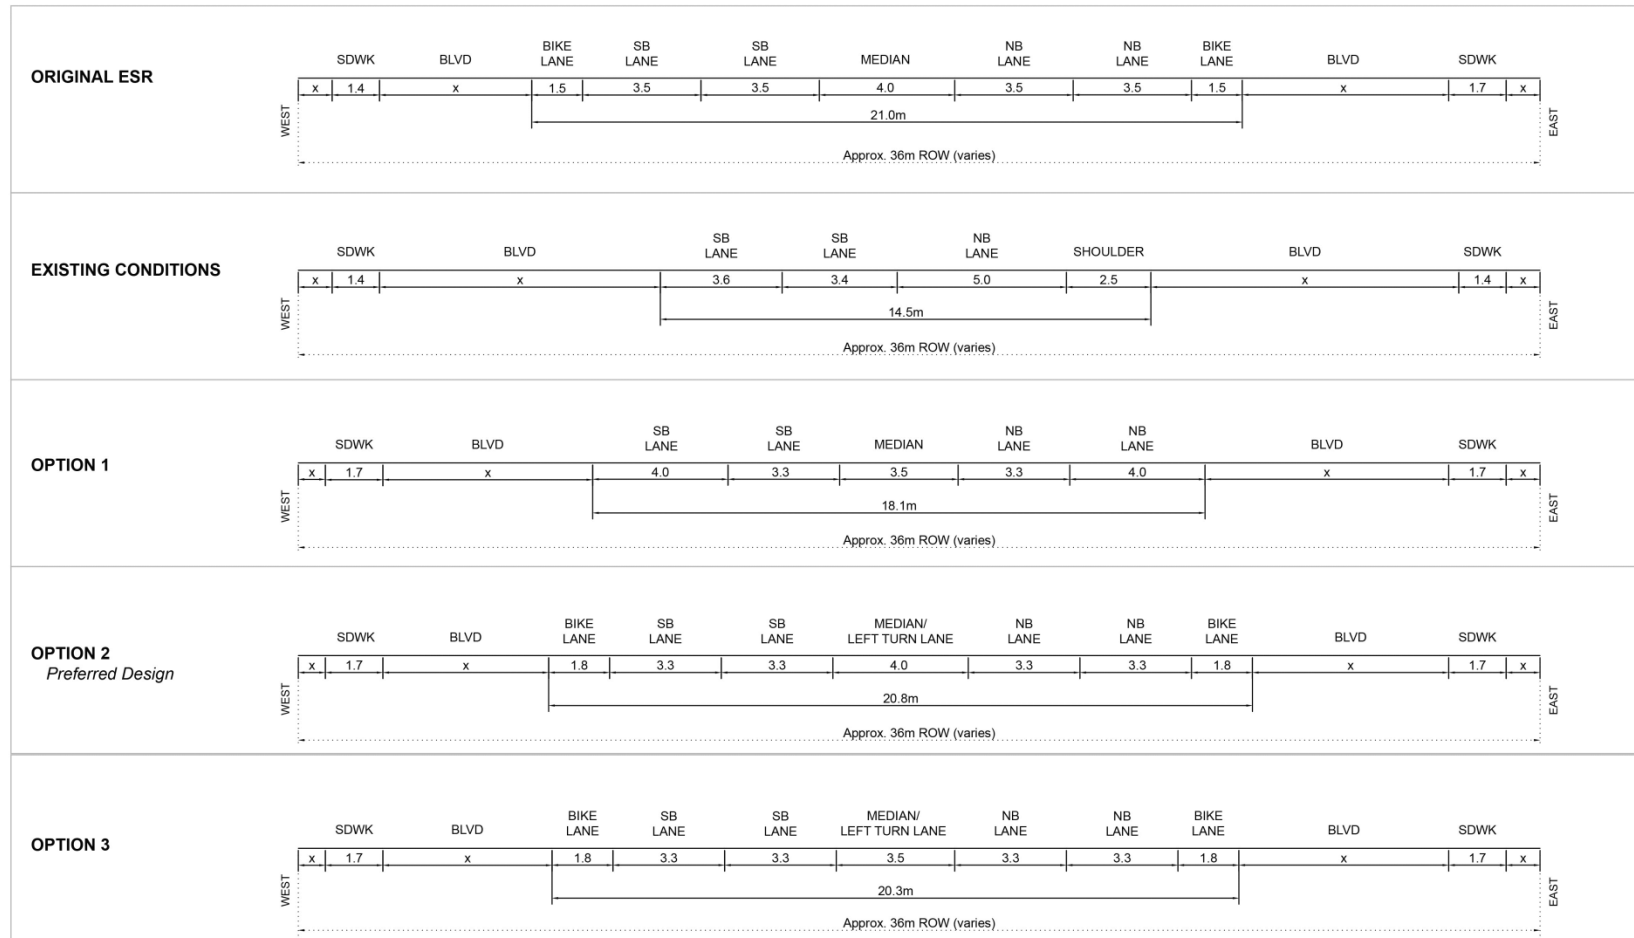 ORIGINAL ESR
SDWK BLVD BIKE LANE SB LANE SB LANE MEDIAN NB LANE NB LANE BIKE LANE BLVD SDWK
x 1.4 x 1.5 3.5 3.5 4.0 3.5 3.5 1.5 x 1.7 x
21.0m
WEST EAST
Approx. 36m ROW (varies)
EXISTING CONDITIONS
SDWK BLVD SB LANE SB LANE NB LANE SHOULDER BLVD SDWK
x 1.4 x 3.6 3.4 5.0 2.5 x 1.4 x
14.5m
WEST EAST
Approx. 36m ROW (varies)
OPTION 1
SDWK BLVD SB LANE SB LANE MEDIAN NB LANE NB LANE BLVD SDWK
x 1.7 x 4.0 3.3 3.5 3.3 4.0 x 1.7 x
18.1m
WEST EAST
Approx. 36m ROW (varies)
OPTION 2
Preferred Design
SDWK BLVD BIKE LANE SB LANE SB LANE MEDIAN/ LEFT TURN LANE NB LANE NB LANE BIKE LANE BLVD SDWK
x 1.7 x 1.8 3.3 3.3 4.0 3.3 3.3 1.8 x 1.7 x
20.8m
WEST EAST
Approx. 36m ROW (varies)
OPTION 3
SDWK BLVD BIKE LANE SB LANE SB LANE MEDIAN/ LEFT TURN LANE NB LANE NB LANE BIKE LANE BLVD SDWK
x 1.7 x 1.8 3.3 3.3 3.5 3.3 3.3 1.8 x 1.7 x
20.3m
WEST EAST
Approx. 36m ROW (varies)